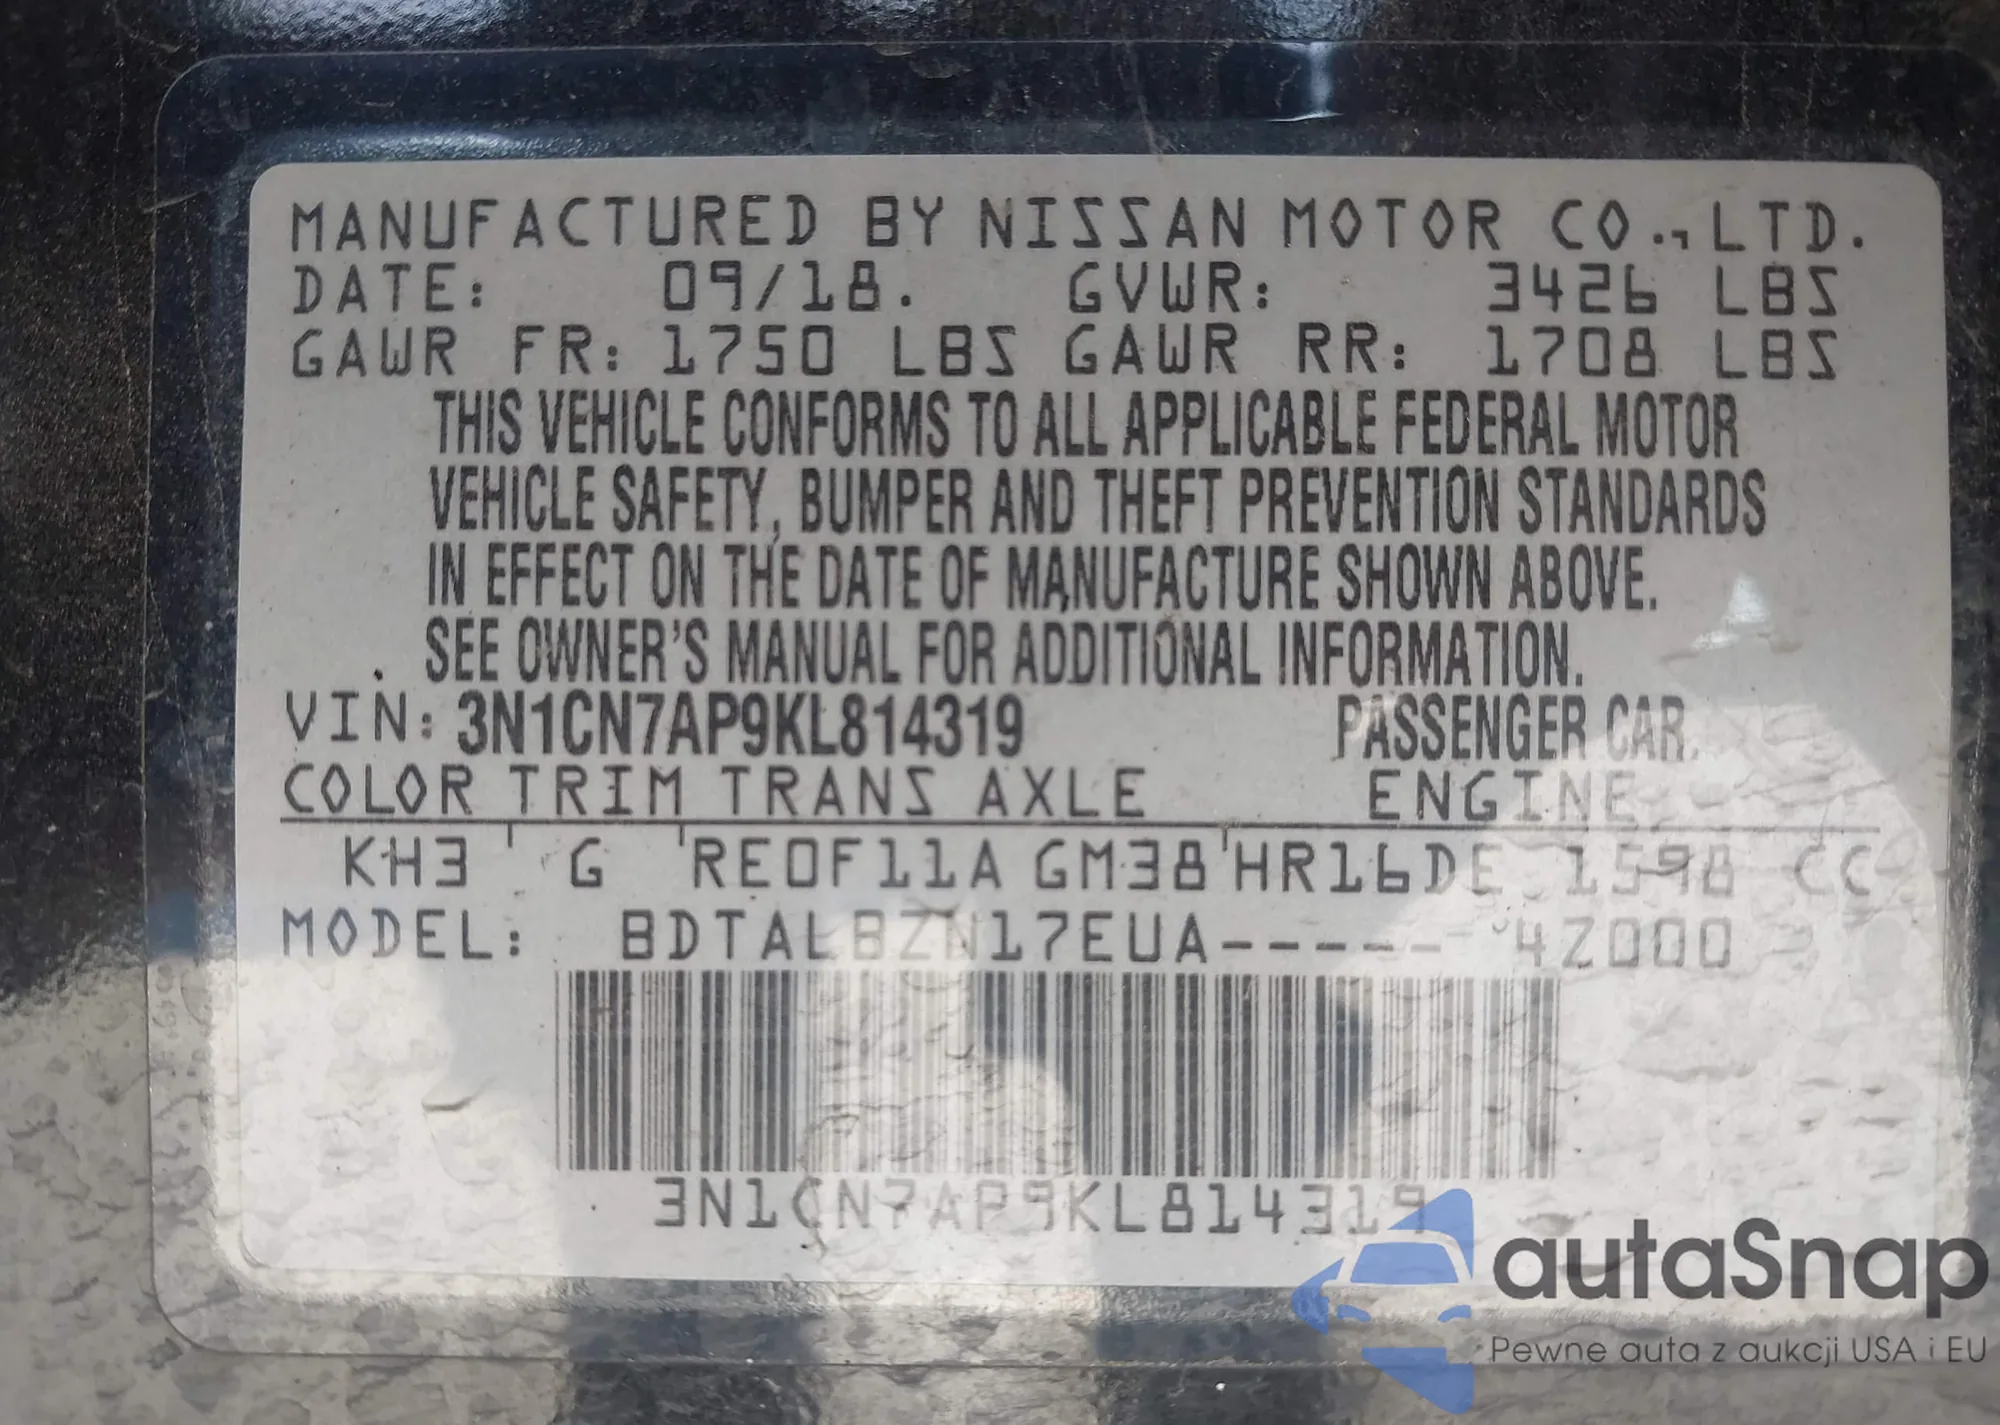 MANUFACTURED BY NISSAN MOTOR CO.,LTD.
DATE: 09/18. GVWR: 3426 LBS
GAWR FR: 1750 LBS GAWR RR: 1708 LBS
THIS VEHICLE CONFORMS TO ALL APPLICABLE FEDERAL MOTOR
VEHICLE SAFETY, BUMPER AND THEFT PREVENTION STANDARDS
IN EFFECT ON THE DATE OF MANUFACTURE SHOWN ABOVE.
SEE OWNER'S MANUAL FOR ADDITIONAL INFORMATION.
VIN: 3N1CN7AP9KL814319 PASSENGER CAR.
COLOR TRIM TRANS AXLE ENGINE
KH3 G RE0F11A GM38 HR16DE 1598 CC
MODEL: BDTALBZN17EUA----- 42000
3N1CN7AP9KL814319
autaSnap
Pewne auta z aukcji USA i EU